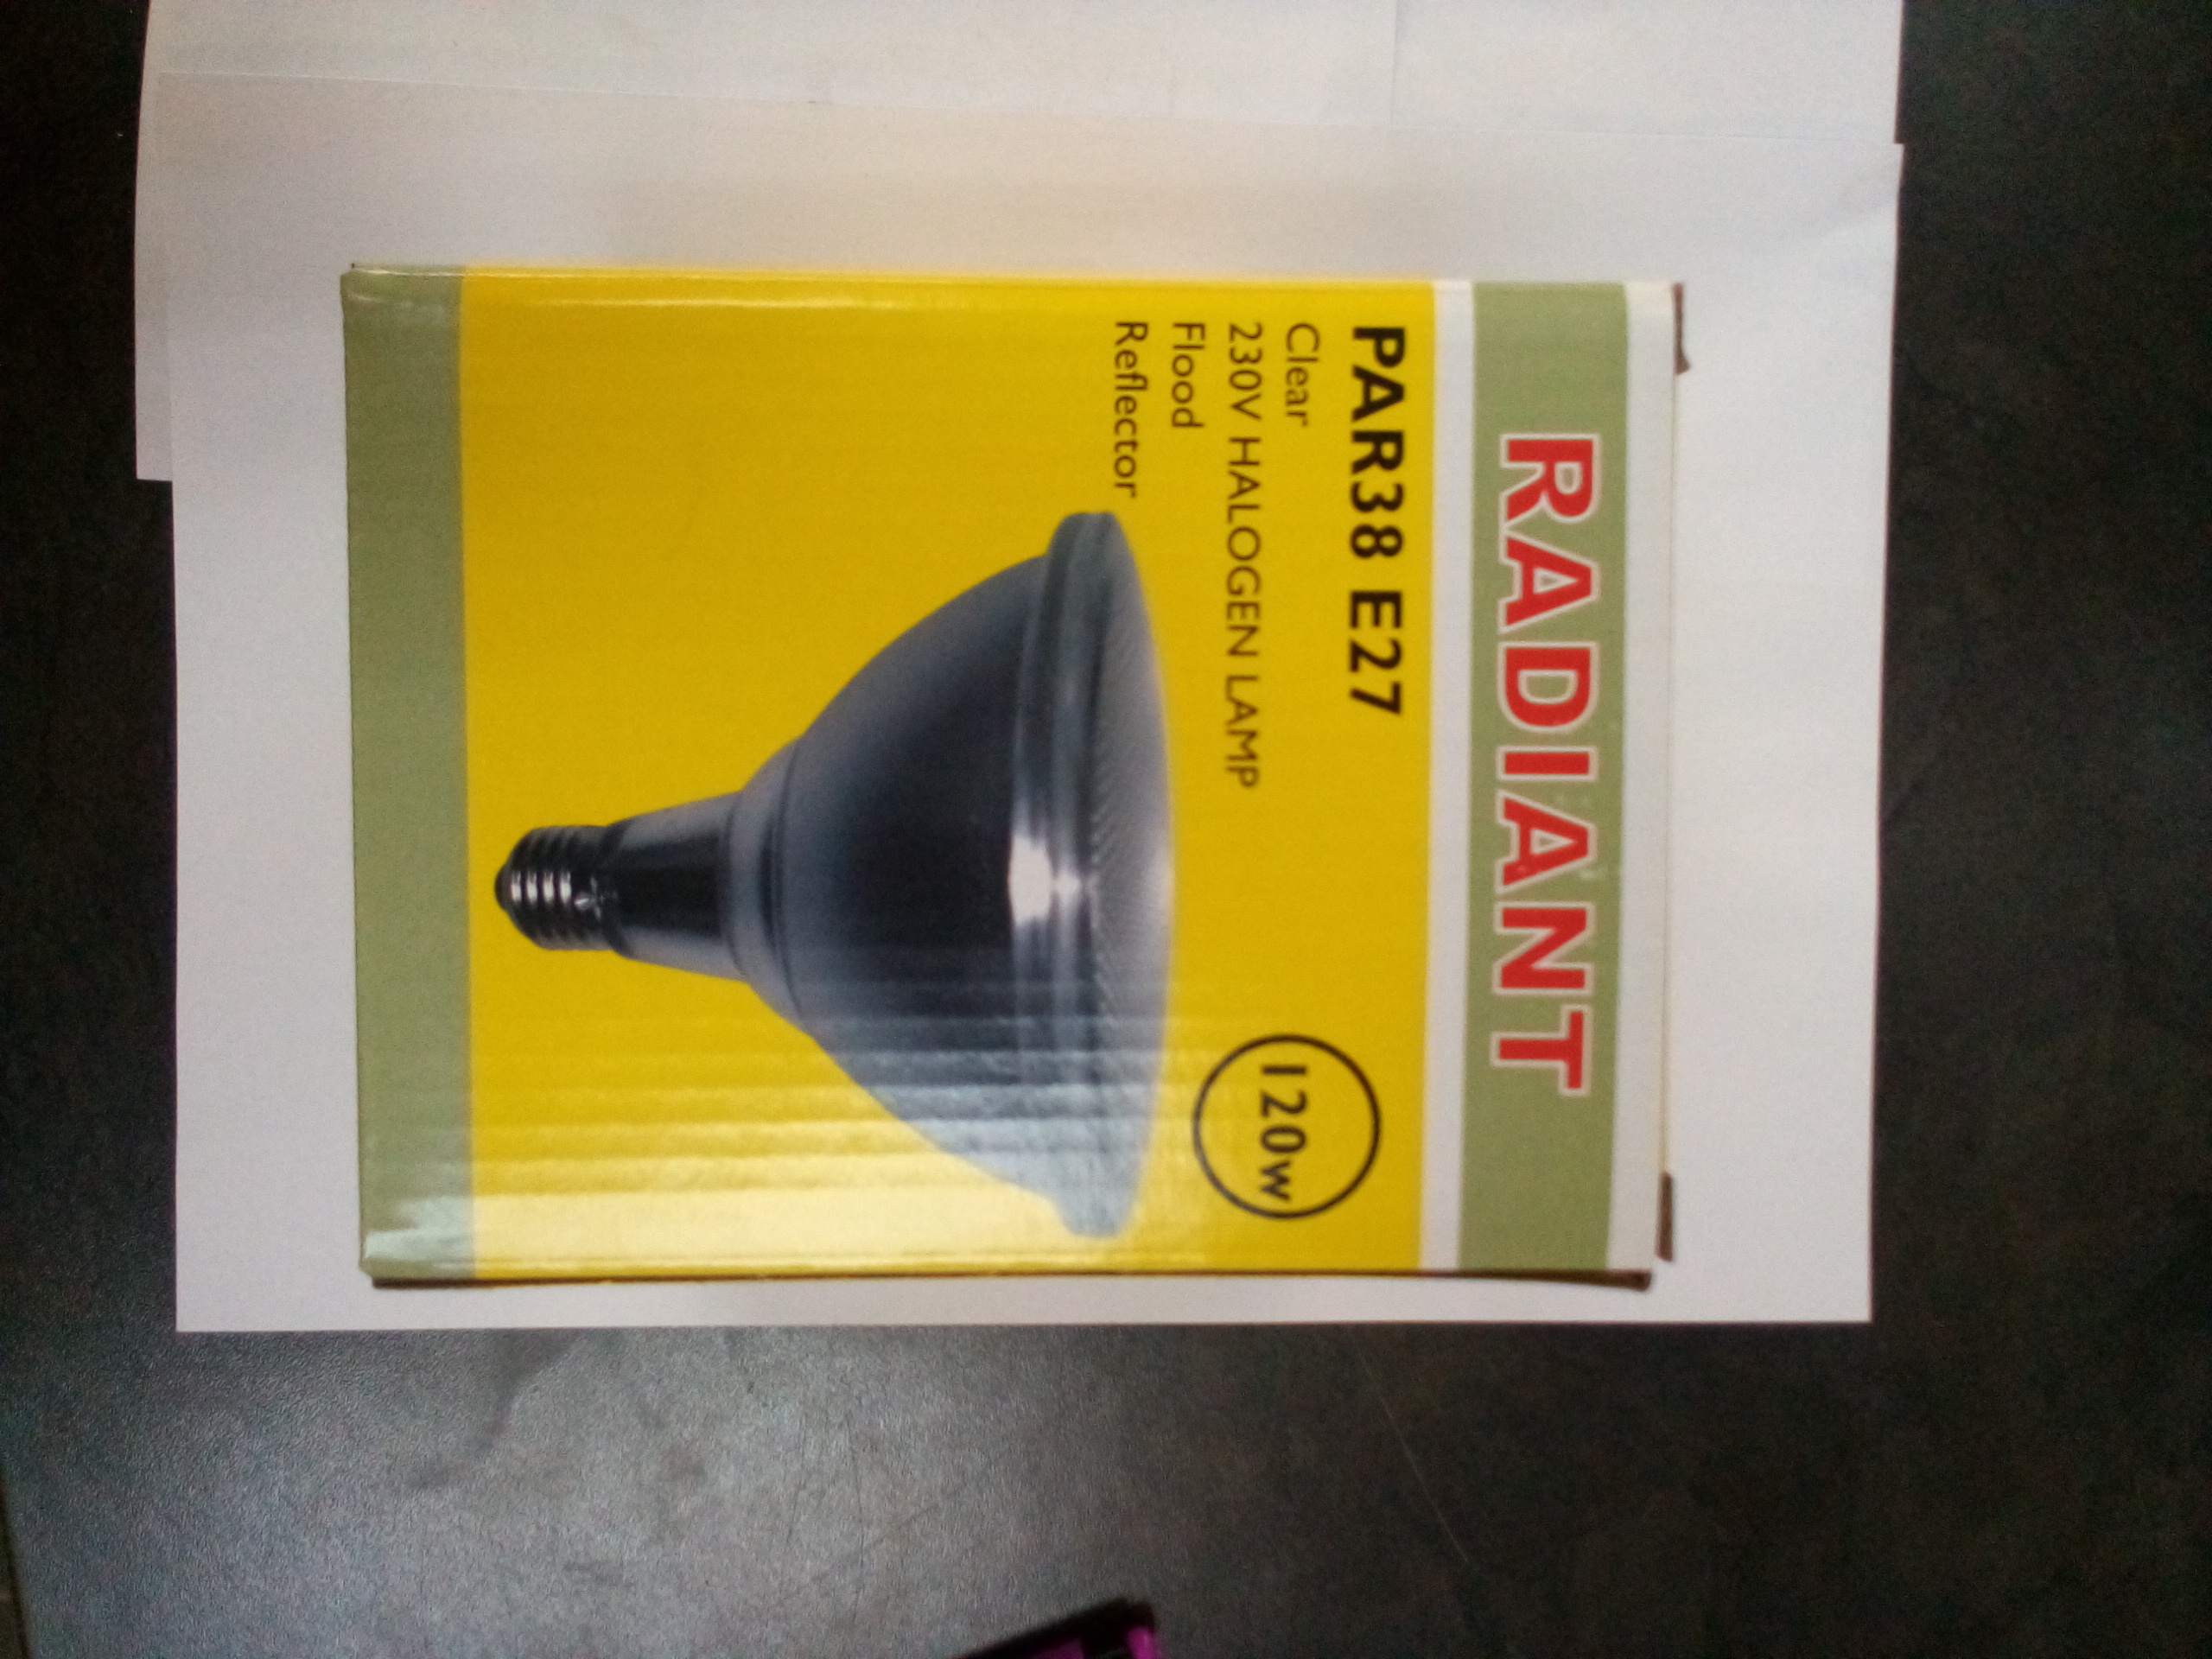 RADIANT
PAR38 E27
Clear
230V HALOGEN LAMP
Flood
Reflector
120w